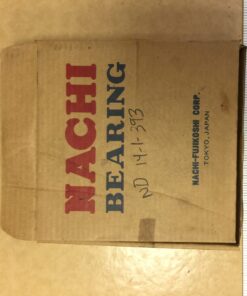 NACHI
BEARING
ND 14-1-393
NACHI-FUJIKOSHI CORP.
TOKYO, JAPAN